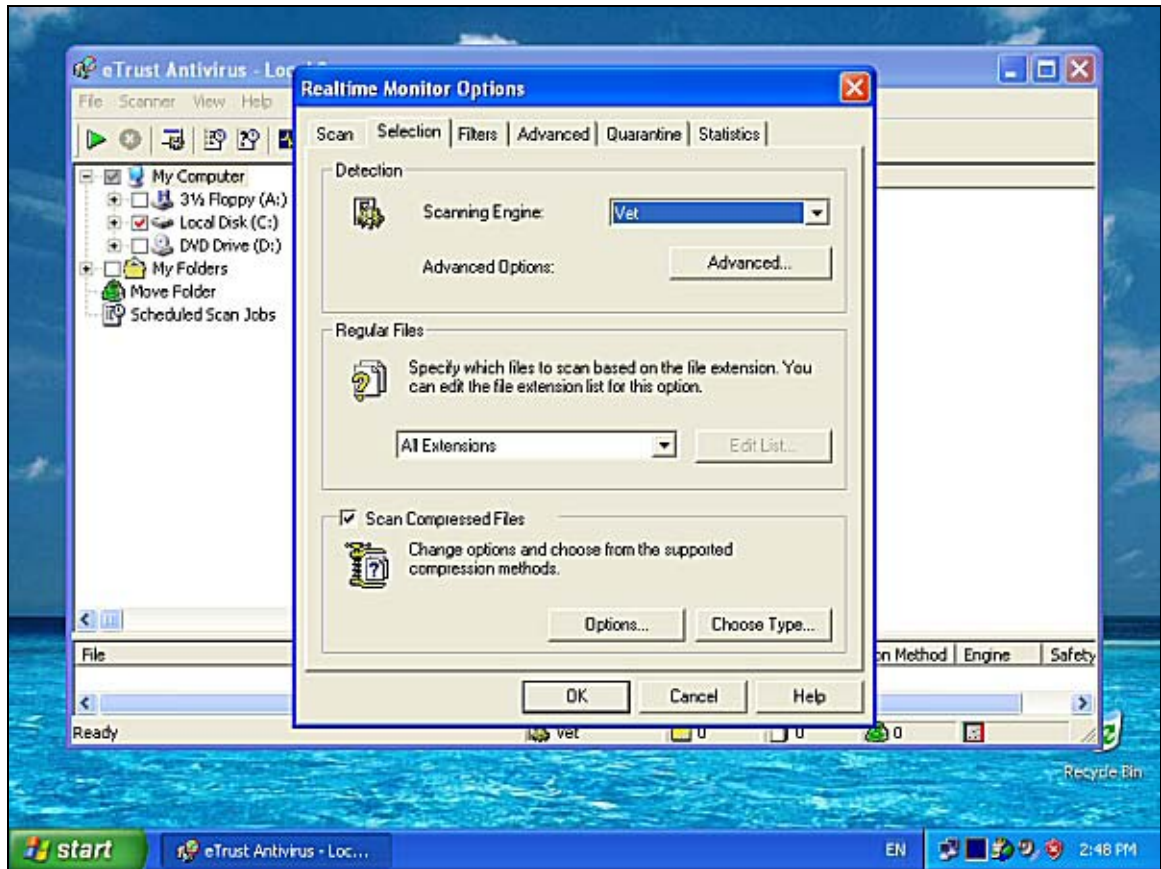 eTrust Antivirus - Loc
Realtime Monitor Options
File Scanner View Help
Scan Selection Filters Advanced Quarantine Statistics
My Computer
3½ Floppy (A:)
Local Disk (C:)
DVD Drive (D:)
My Folders
Move Folder
Scheduled Scan Jobs
Detection
Scanning Engine: Vet
Advanced Options: Advanced...
Regular Files
Specify which files to scan based on the file extension. You
can edit the file extension list for this option.
All Extensions Edit List...
Scan Compressed Files
Change options and choose from the supported
compression methods.
Options... Choose Type...
File on Method Engine Safety
OK Cancel Help
Ready Vet 0 0 0
Recycle Bin
start eTrust Antivirus - Loc... EN 2:48 PM